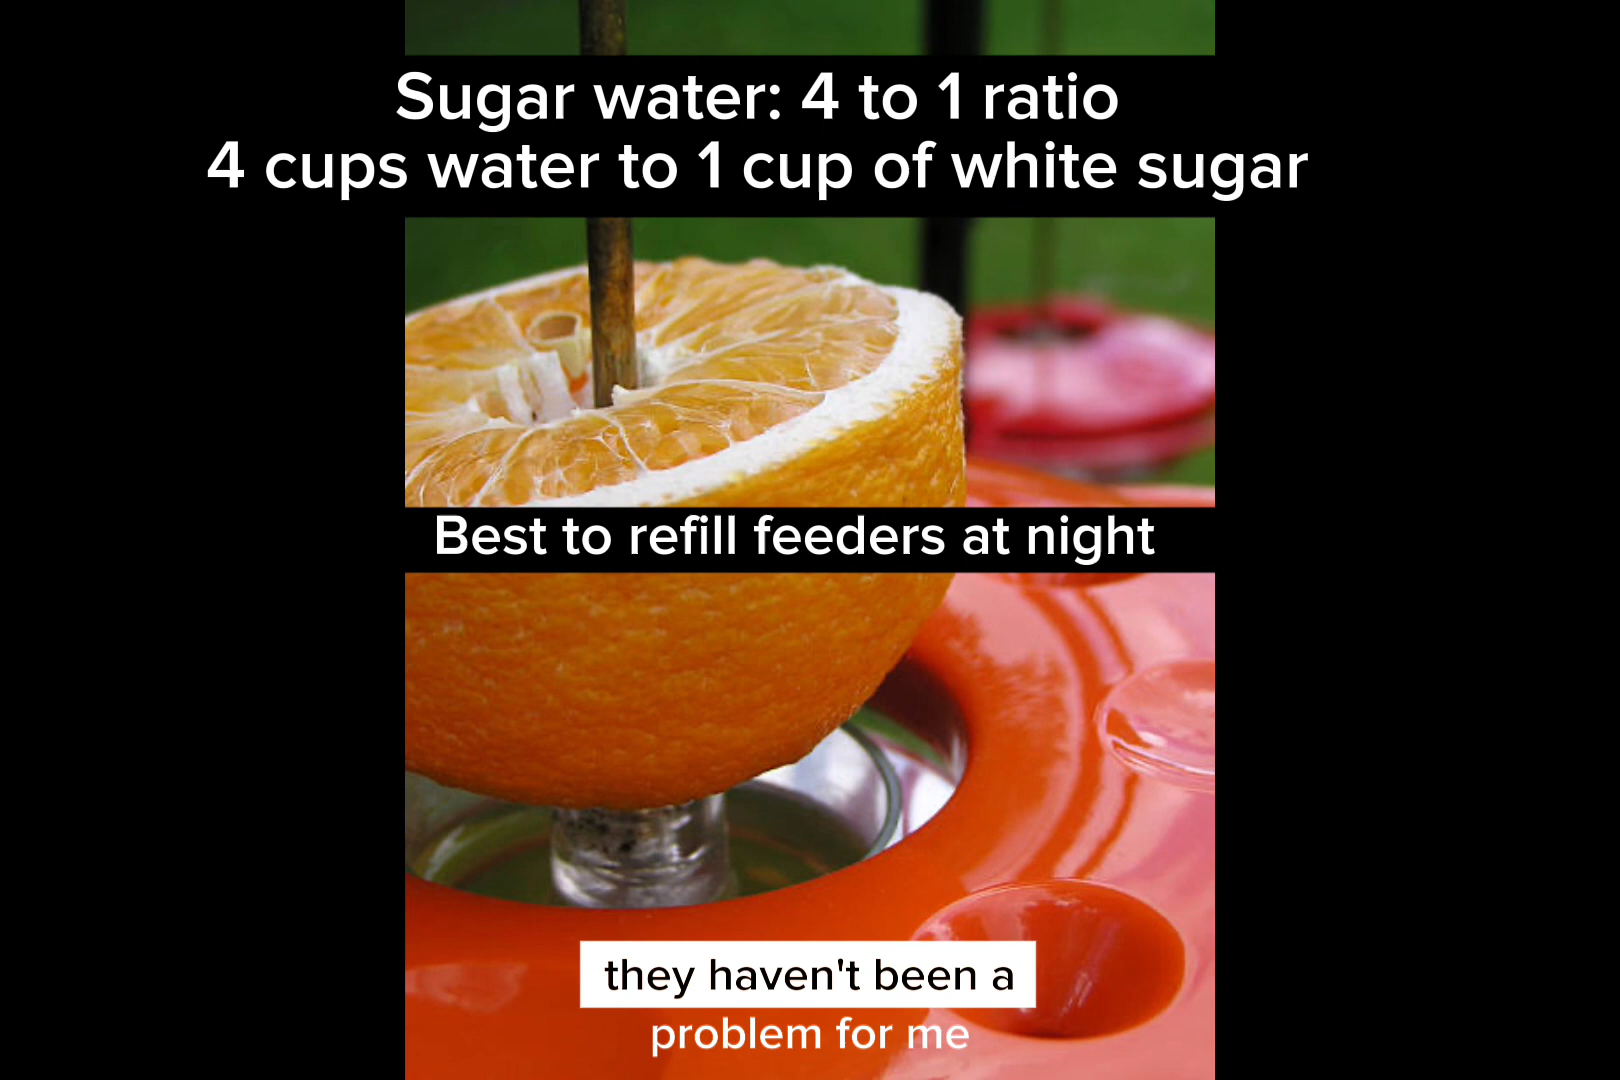 Sugar water: 4 to 1 ratio
4 cups water to 1 cup of white sugar
Best to refill feeders at night
they haven't been a
problem for me